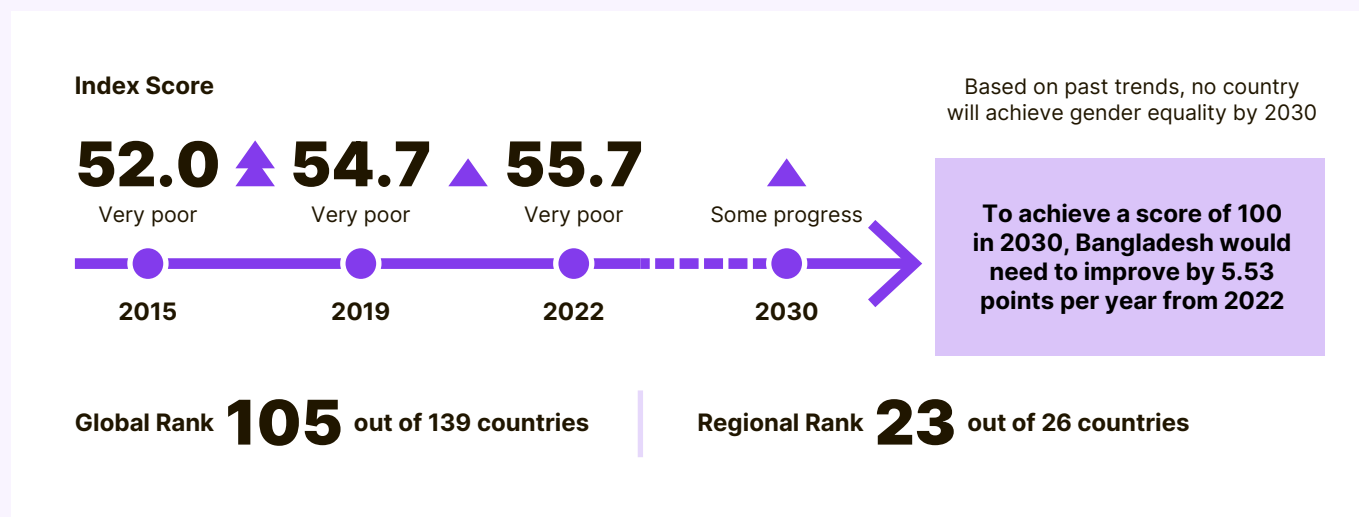 Index Score
Based on past trends, no country
will achieve gender equality by 2030
52.0 54.7 55.7
Very poor Very poor Very poor Some progress
To achieve a score of 100
in 2030, Bangladesh would
need to improve by 5.53
points per year from 2022
2015 2019 2022 2030
Global Rank 105 out of 139 countries
Regional Rank 23 out of 26 countries